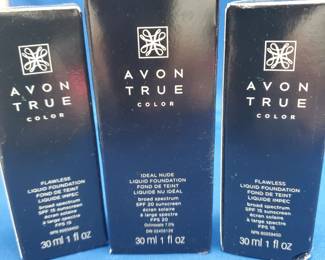 AVON
TRUE
COLOR
FLAWLESS
LIQUID FOUNDATION
FOND DE TEINT
LIQUIDE IMPEC
broad spectrum
SPF 15 sunscreen
écran solaire
à large spectre
FPS 15
30 ml 1 fl oz
AVON
TRUE
COLOR
IDEAL NUDE
LIQUID FOUNDATION
FOND DE TEINT
LIQUIDE NU IDÉAL
broad spectrum
SPF 20 sunscreen
écran solaire
à large spectre
FPS 20
30 ml 1 fl oz
AVON
TRUE
COLOR
FLAWLESS
LIQUID FOUNDATION
FOND DE TEINT
LIQUIDE IMPEC
broad spectrum
SPF 15 sunscreen
écran solaire
à large spectre
FPS 15
30 ml 1 fl oz